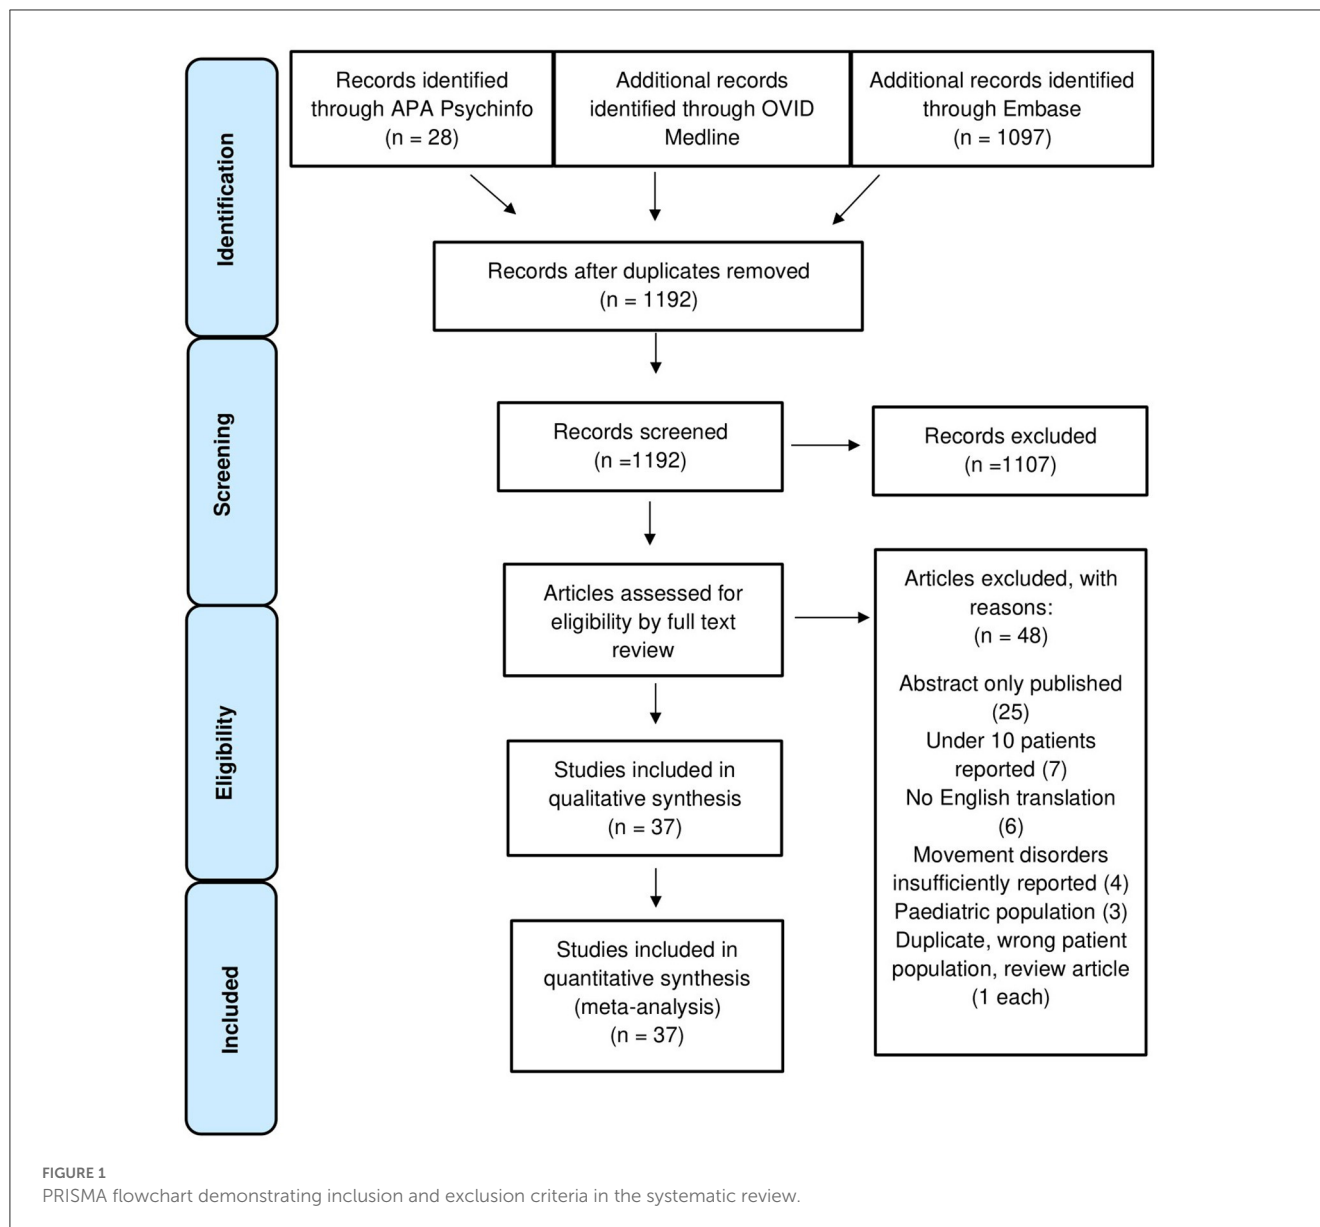 Identification
Records identified
through APA Psychinfo
(n = 28)
Additional records
identified through OVID
Medline
Additional records identified
through Embase
(n = 1097)
Records after duplicates removed
(n = 1192)
Screening
Records screened
(n =1192)
Records excluded
(n =1107)
Eligibility
Articles assessed for
eligibility by full text
review
Articles excluded, with
reasons:
(n = 48)
Abstract only published
(25)
Under 10 patients
reported (7)
No English translation
(6)
Movement disorders
insufficiently reported (4)
Paediatric population (3)
Duplicate, wrong patient
population, review article
(1 each)
Studies included in
qualitative synthesis
(n = 37)
Included
Studies included in
quantitative synthesis
(meta-analysis)
(n = 37)
FIGURE 1
PRISMA flowchart demonstrating inclusion and exclusion criteria in the systematic review.